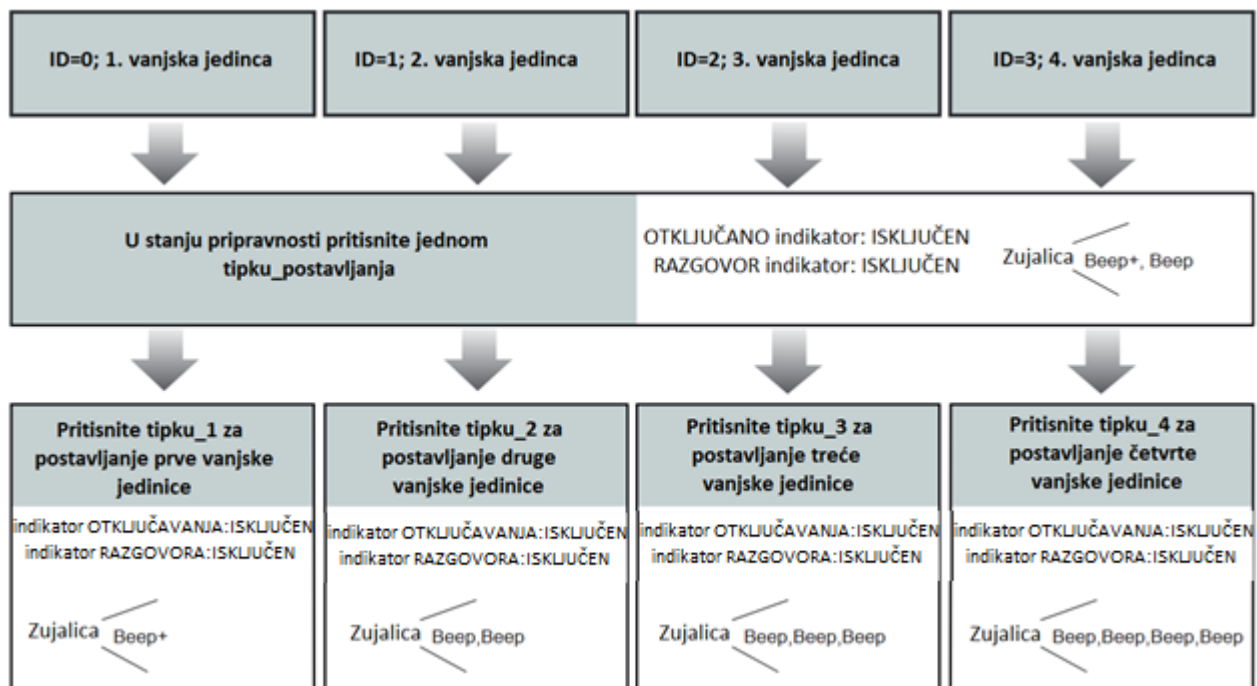 ID=0; 1. vanjska jedinca
ID=1; 2. vanjska jedinca
ID=2; 3. vanjska jedinca
ID=3; 4. vanjska jedinca
U stanju pripravnosti pritisnite jednom
tipku_postavljanja
OTKLJUČANO indikator: ISKLJUČEN
RAZGOVOR indikator: ISKLJUČEN
Zujalica Beep+, Beep
Pritisnite tipku_1 za
postavljanje prve vanjske
jedinice
indikator OTKLJUČAVANJA:ISKLJUČEN
indikator RAZGOVORA:ISKLJUČEN
Zujalica Beep+
Pritisnite tipku_2 za
postavljanje druge
vanjske jedinice
indikator OTKLJUČAVANJA:ISKLJUČEN
indikator RAZGOVORA:ISKLJUČEN
Zujalica Beep,Beep
Pritisnite tipku_3 za
postavljanje treće
vanjske jedinice
indikator OTKLJUČAVANJA:ISKLJUČEN
indikator RAZGOVORA:ISKLJUČEN
Zujalica Beep,Beep,Beep
Pritisnite tipku_4 za
postavljanje četvrte
vanjske jedinice
indikator OTKLJUČAVANJA:ISKLJUČEN
indikator RAZGOVORA:ISKLJUČEN
Zujalica Beep,Beep,Beep,Beep